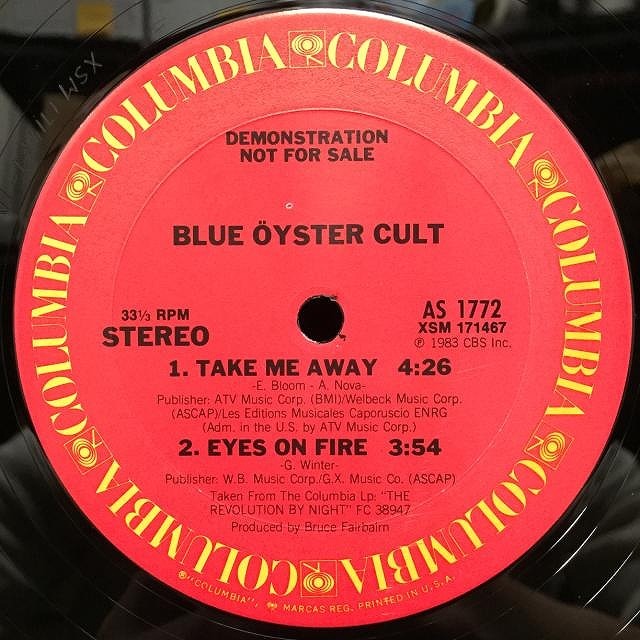 COLUMBIA COLUMBIA COLUMBIA COLUMBIA COLUMBIA COLUMBIA COLUMBIA COLUMBIA
DEMONSTRATION
NOT FOR SALE
BLUE ÖYSTER CULT
33⅓ RPM
STEREO
AS 1772
XSM 171467
℗ 1983 CBS Inc.
1. TAKE ME AWAY 4:26
-E. Bloom - A. Nova-
Publisher: ATV Music Corp. (BMI)/Welbeck Music Corp.
(ASCAP)/Les Editions Musicales Caporuscio ENRG
(Adm. in the U.S. by ATV Music Corp.)
2. EYES ON FIRE 3:54
-G. Winter-
Publisher: W.B. Music Corp./G.X. Music Co. (ASCAP)
Taken From The Columbia Lp: "THE
REVOLUTION BY NIGHT" FC 38947
Produced by Bruce Fairbairn
®"COLUMBIA", MARCAS REG. PRINTED IN U.S.A.